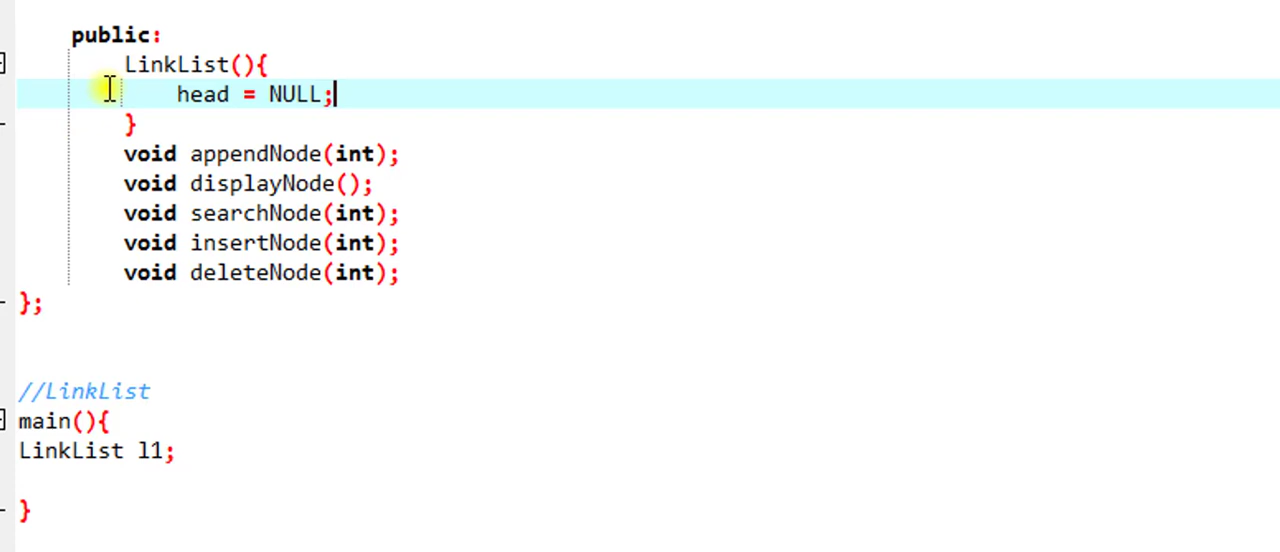 public:
LinkList(){
head = NULL;
}
void appendNode(int);
void displayNode();
void searchNode(int);
void insertNode(int);
void deleteNode(int);
};
//LinkList
main(){
LinkList l1;
}